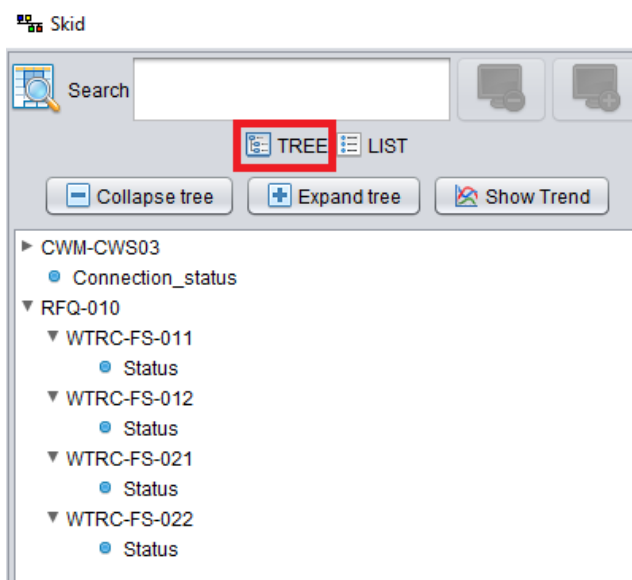 Skid
Search
TREE LIST
Collapse tree Expand tree Show Trend
CWM-CWS03
Connection_status
RFQ-010
WTRC-FS-011
Status
WTRC-FS-012
Status
WTRC-FS-021
Status
WTRC-FS-022
Status